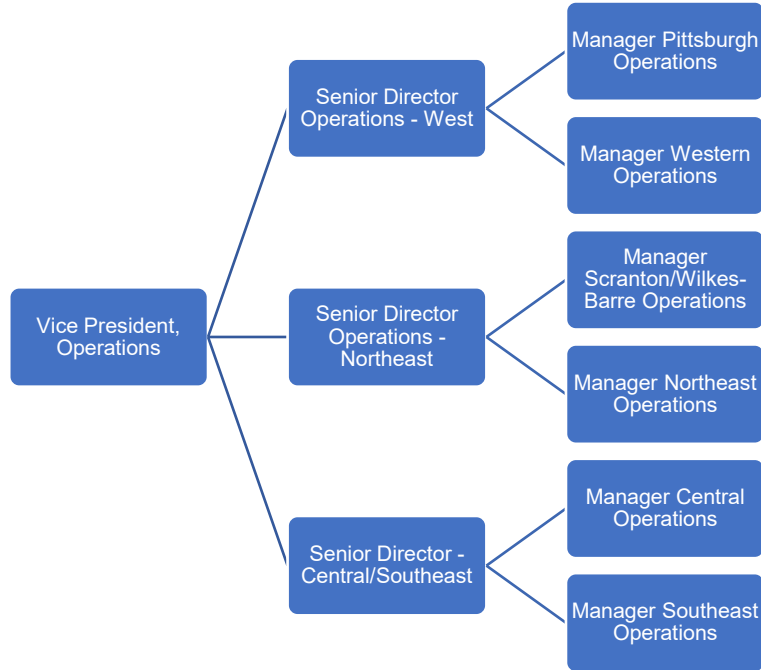 Manager Pittsburgh
Operations
Senior Director
Operations - West
Manager Western
Operations
Manager
Scranton/Wilkes-
Barre Operations
Vice President,
Operations
Senior Director
Operations -
Northeast
Manager Northeast
Operations
Manager Central
Operations
Senior Director -
Central/Southeast
Manager Southeast
Operations